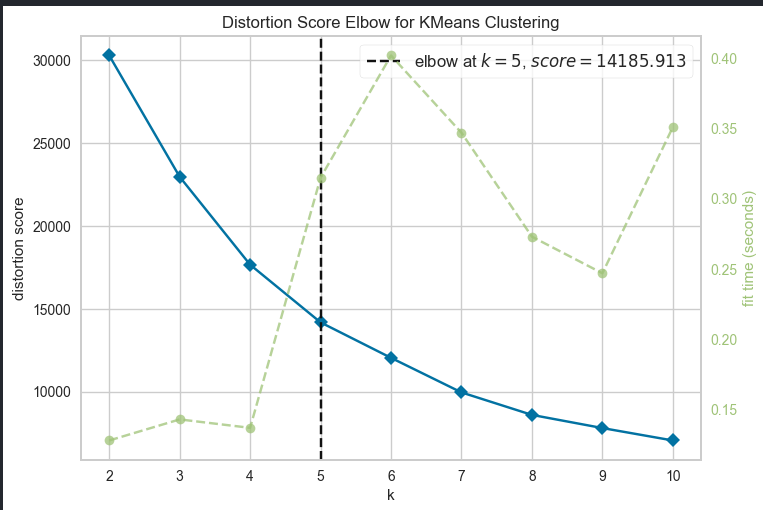 Distortion Score Elbow for KMeans Clustering
elbow at k = 5, score = 14185.913
30000
25000
20000
15000
10000
distortion score
0.40
0.35
0.30
0.25
0.20
0.15
fit time (seconds)
2 3 4 5 6 7 8 9 10
k